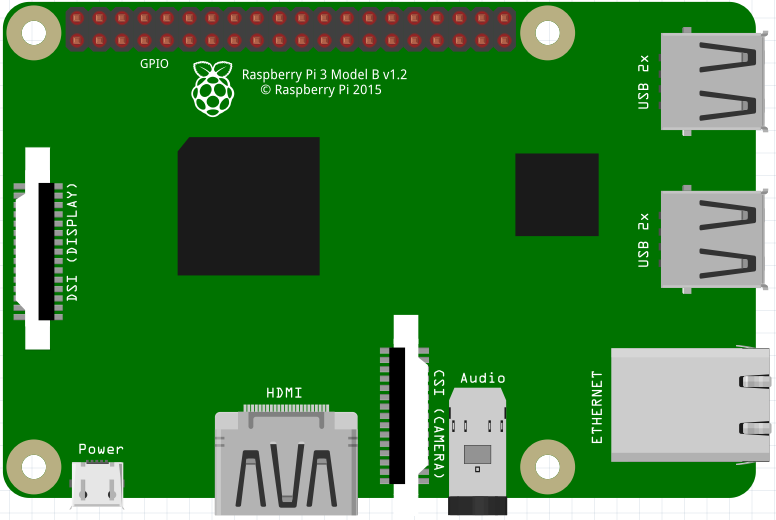 GPIO
Raspberry Pi 3 Model B v1.2
© Raspberry Pi 2015
USB 2x
DSI (DISPLAY)
USB 2x
HDMI
CSI (CAMERA)
Audio
ETHERNET
Power